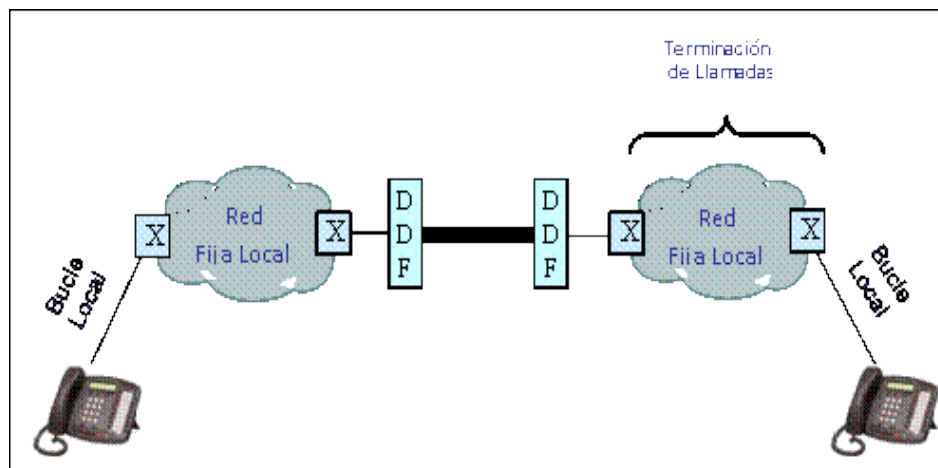 Terminación
de Llamadas
X
Red
Fija Local
X
D
D
F
D
D
F
X
Red
Fija Local
X
Bucle
Local
Bucle
Local